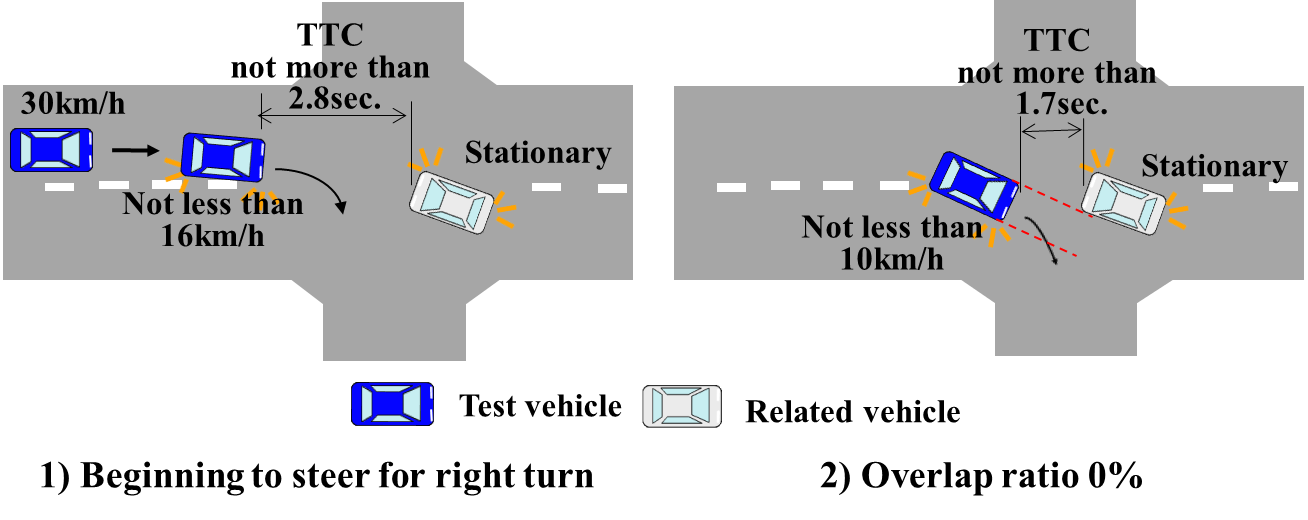 TTC
not more than
2.8sec.
30km/h
Stationary
Not less than
16km/h
TTC
not more than
1.7sec.
Stationary
Not less than
10km/h
Test vehicle
Related vehicle
1) Beginning to steer for right turn
2) Overlap ratio 0%